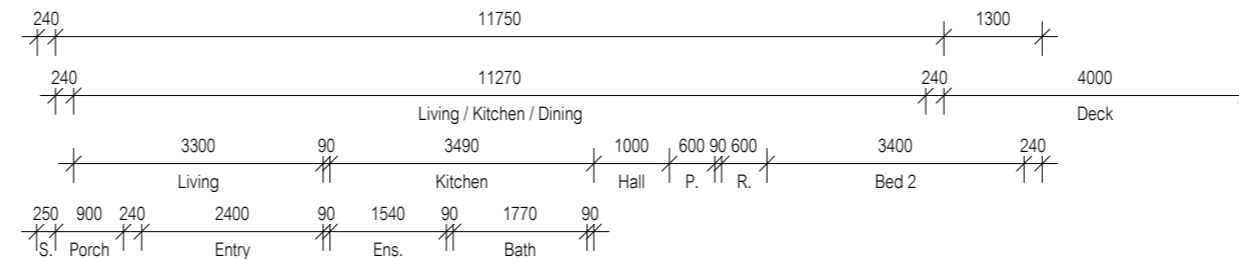 240 11750 1300
240 11270 240 4000
Living / Kitchen / Dining Deck
3300 90 3490 1000 600 90 600 3400 240
Living Kitchen Hall P. R. Bed 2
250 900 240 2400 90 1540 90 1770 90
S. Porch Entry Ens. Bath